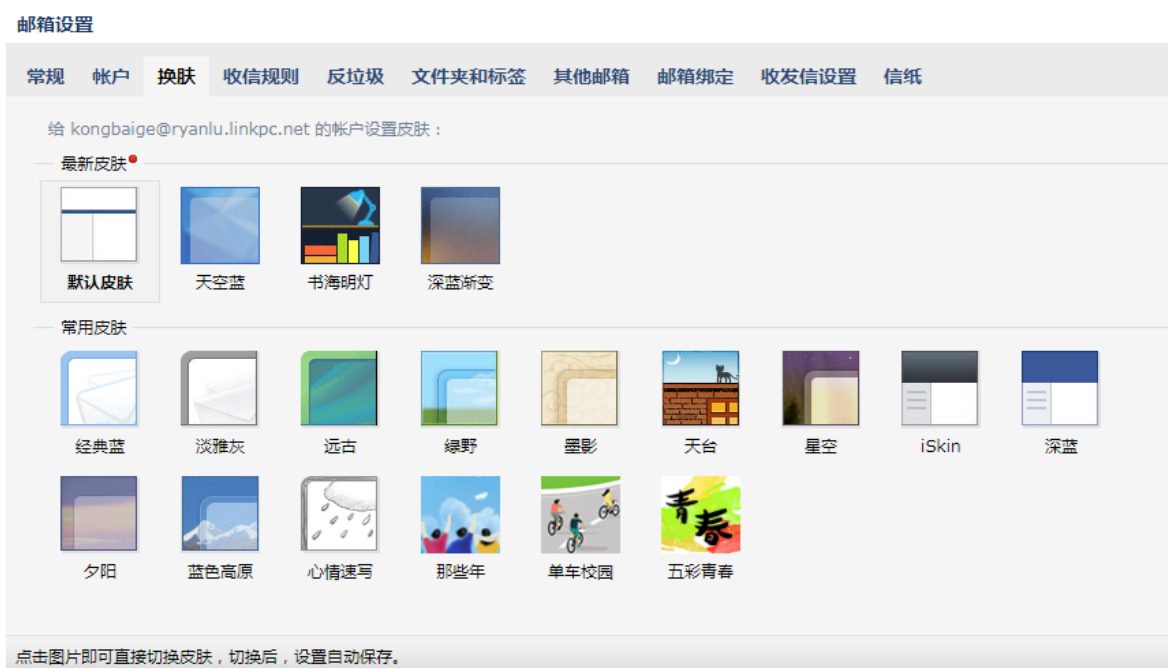 邮箱设置
常规 帐户 换肤 收信规则 反垃圾 文件夹和标签 其他邮箱 邮箱绑定 收发信设置 信纸
给 kongbaige@ryanlu.linkpc.net 的帐户设置皮肤：
最新皮肤
默认皮肤 天空蓝 书海明灯 深蓝渐变
常用皮肤
经典蓝 淡雅灰 远古 绿野 墨影 天台 星空 iSkin 深蓝
青春
夕阳 蓝色高原 心情速写 那些年 单车校园 五彩青春
点击图片即可直接切换皮肤，切换后，设置自动保存。